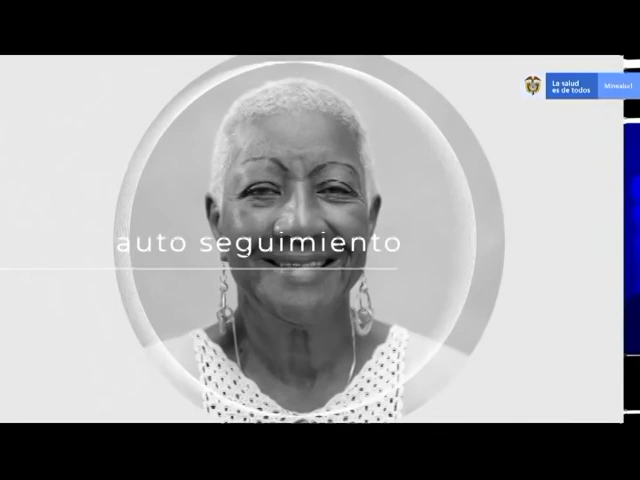 La salud
es de todos
Minsalud
auto seguimiento